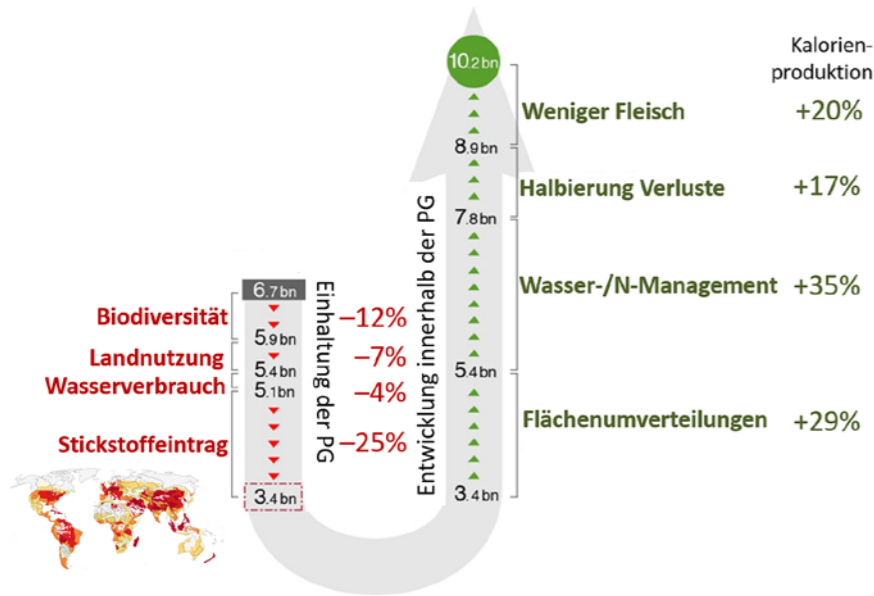 10.2 bn
Kalorien-
produktion
Weniger Fleisch
+20%
8.9 bn
Halbierung Verluste
+17%
7.8 bn
Wasser-/N-Management
+35%
5.4 bn
Flächenumverteilungen
+29%
3.4 bn
Entwicklung innerhalb der PG
6.7 bn
Biodiversität
–12%
5.9 bn
Landnutzung
–7%
5.4 bn
Wasserverbrauch
–4%
5.1 bn
Stickstoffeintrag
–25%
3.4 bn
Einhaltung der PG